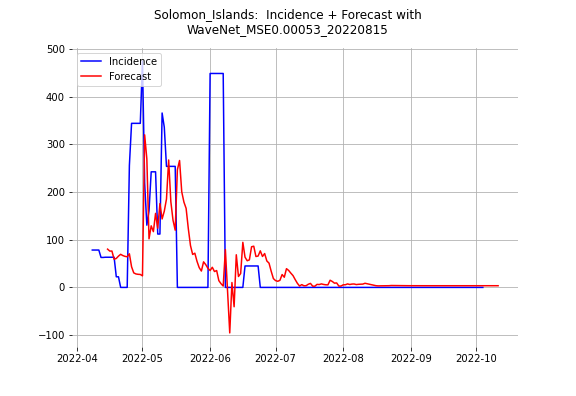 Solomon_Islands:  Incidence + Forecast with
WaveNet_MSE0.00053_20220815
500
Incidence
Forecast
400
300
200
100
0
−100
2022-04 2022-05 2022-06 2022-07 2022-08 2022-09 2022-10